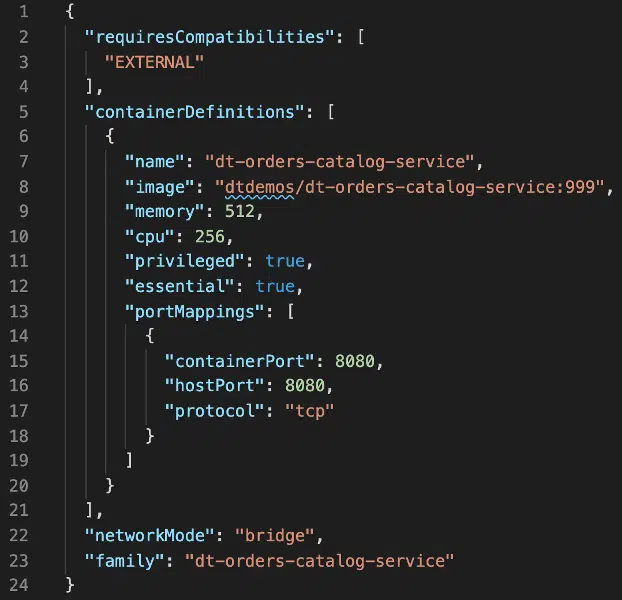 1 {
2 "requiresCompatibilities": [
3 "EXTERNAL"
4 ],
5 "containerDefinitions": [
6 {
7 "name": "dt-orders-catalog-service",
8 "image": "dtdemos/dt-orders-catalog-service:999",
9 "memory": 512,
10 "cpu": 256,
11 "privileged": true,
12 "essential": true,
13 "portMappings": [
14 {
15 "containerPort": 8080,
16 "hostPort": 8080,
17 "protocol": "tcp"
18 }
19 ]
20 }
21 ],
22 "networkMode": "bridge",
23 "family": "dt-orders-catalog-service"
24 }